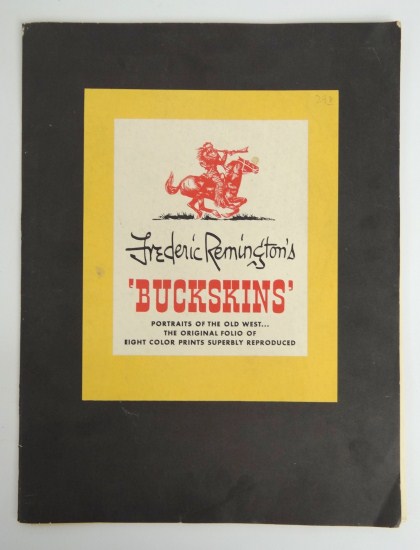 Frederic Remington's
'BUCKSKINS'
PORTRAITS OF THE OLD WEST...
THE ORIGINAL FOLIO OF
EIGHT COLOR PRINTS SUPERBLY REPRODUCED